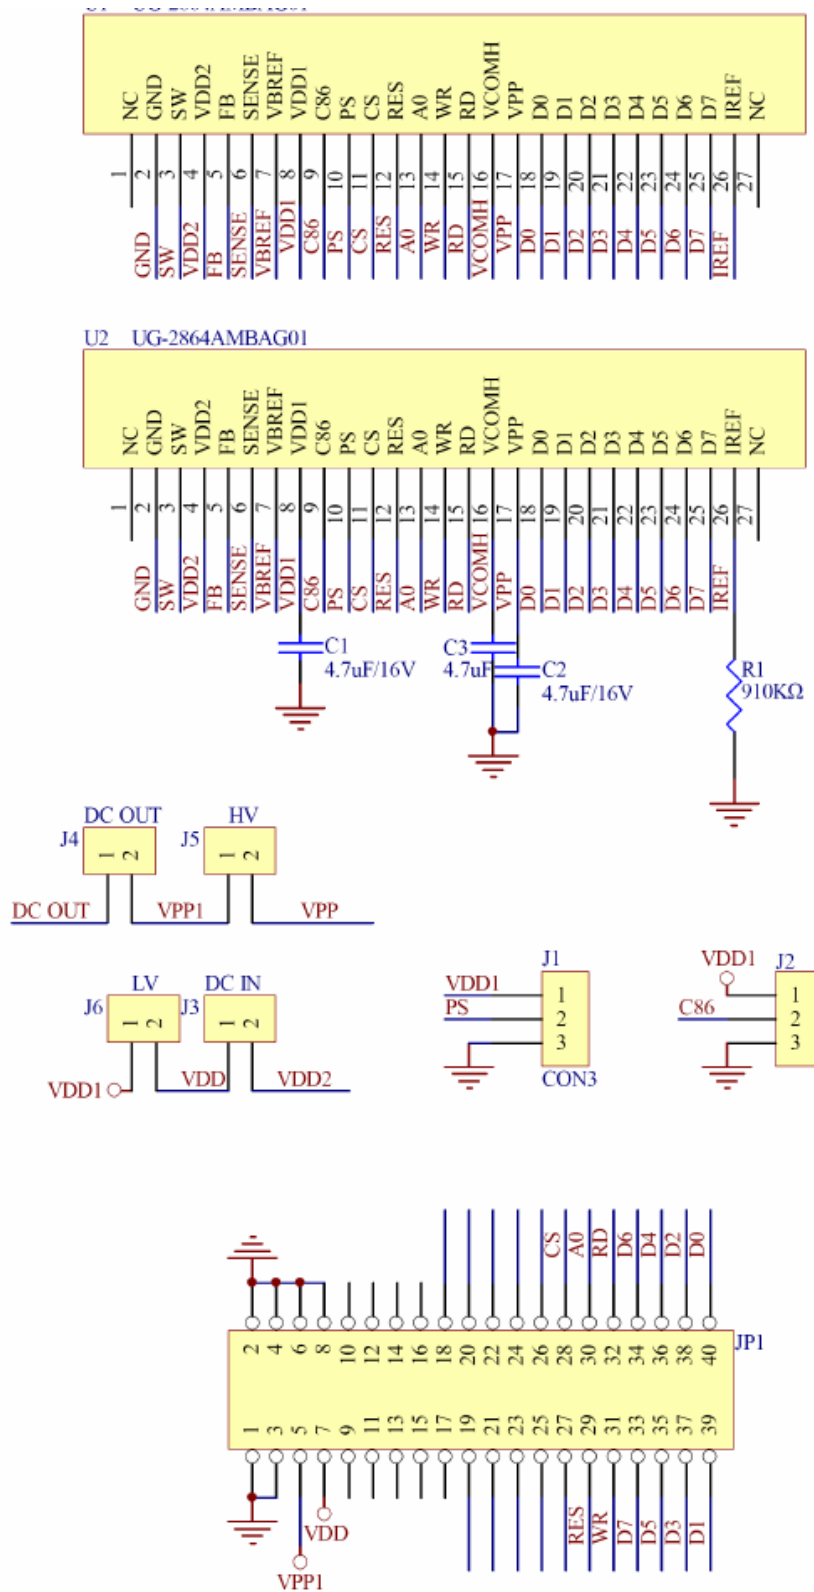 U1 UG-2864AMBAG01
NC GND SW VDD2 FB SENSE VBREF VDD1 C86 PS CS RES A0 WR RD VCOMH VPP D0 D1 D2 D3 D4 D5 D6 D7 IREF NC
1 2 3 4 5 6 7 8 9 10 11 12 13 14 15 16 17 18 19 20 21 22 23 24 25 26 27
GND SW VDD2 FB SENSE VBREF VDD1 C86 PS CS RES A0 WR RD VCOMH VPP D0 D1 D2 D3 D4 D5 D6 D7 IREF
U2 UG-2864AMBAG01
NC GND SW VDD2 FB SENSE VBREF VDD1 C86 PS CS RES A0 WR RD VCOMH VPP D0 D1 D2 D3 D4 D5 D6 D7 IREF NC
1 2 3 4 5 6 7 8 9 10 11 12 13 14 15 16 17 18 19 20 21 22 23 24 25 26 27
GND SW VDD2 FB SENSE VBREF VDD1 C86 PS CS RES A0 WR RD VCOMH VPP D0 D1 D2 D3 D4 D5 D6 D7 IREF
C1
4.7uF/16V
C3
4.7uF
C2
4.7uF/16V
R1
910KΩ
DC OUT
J4
1 2
DC OUT
HV
J5
1 2
VPP1
VPP
LV
J6
1 2
VDD1
DC IN
J3
1 2
VDD
VDD2
J1
VDD1 1
PS 2
3
CON3
VDD1
J2
1
C86 2
3
CS A0 RD D6 D4 D2 D0
2 4 6 8 10 12 14 16 18 20 22 24 26 28 30 32 34 36 38 40
JP1
1 3 5 7 9 11 13 15 17 19 21 23 25 27 29 31 33 35 37 39
RES WR D7 D5 D3 D1
VDD
VPP1